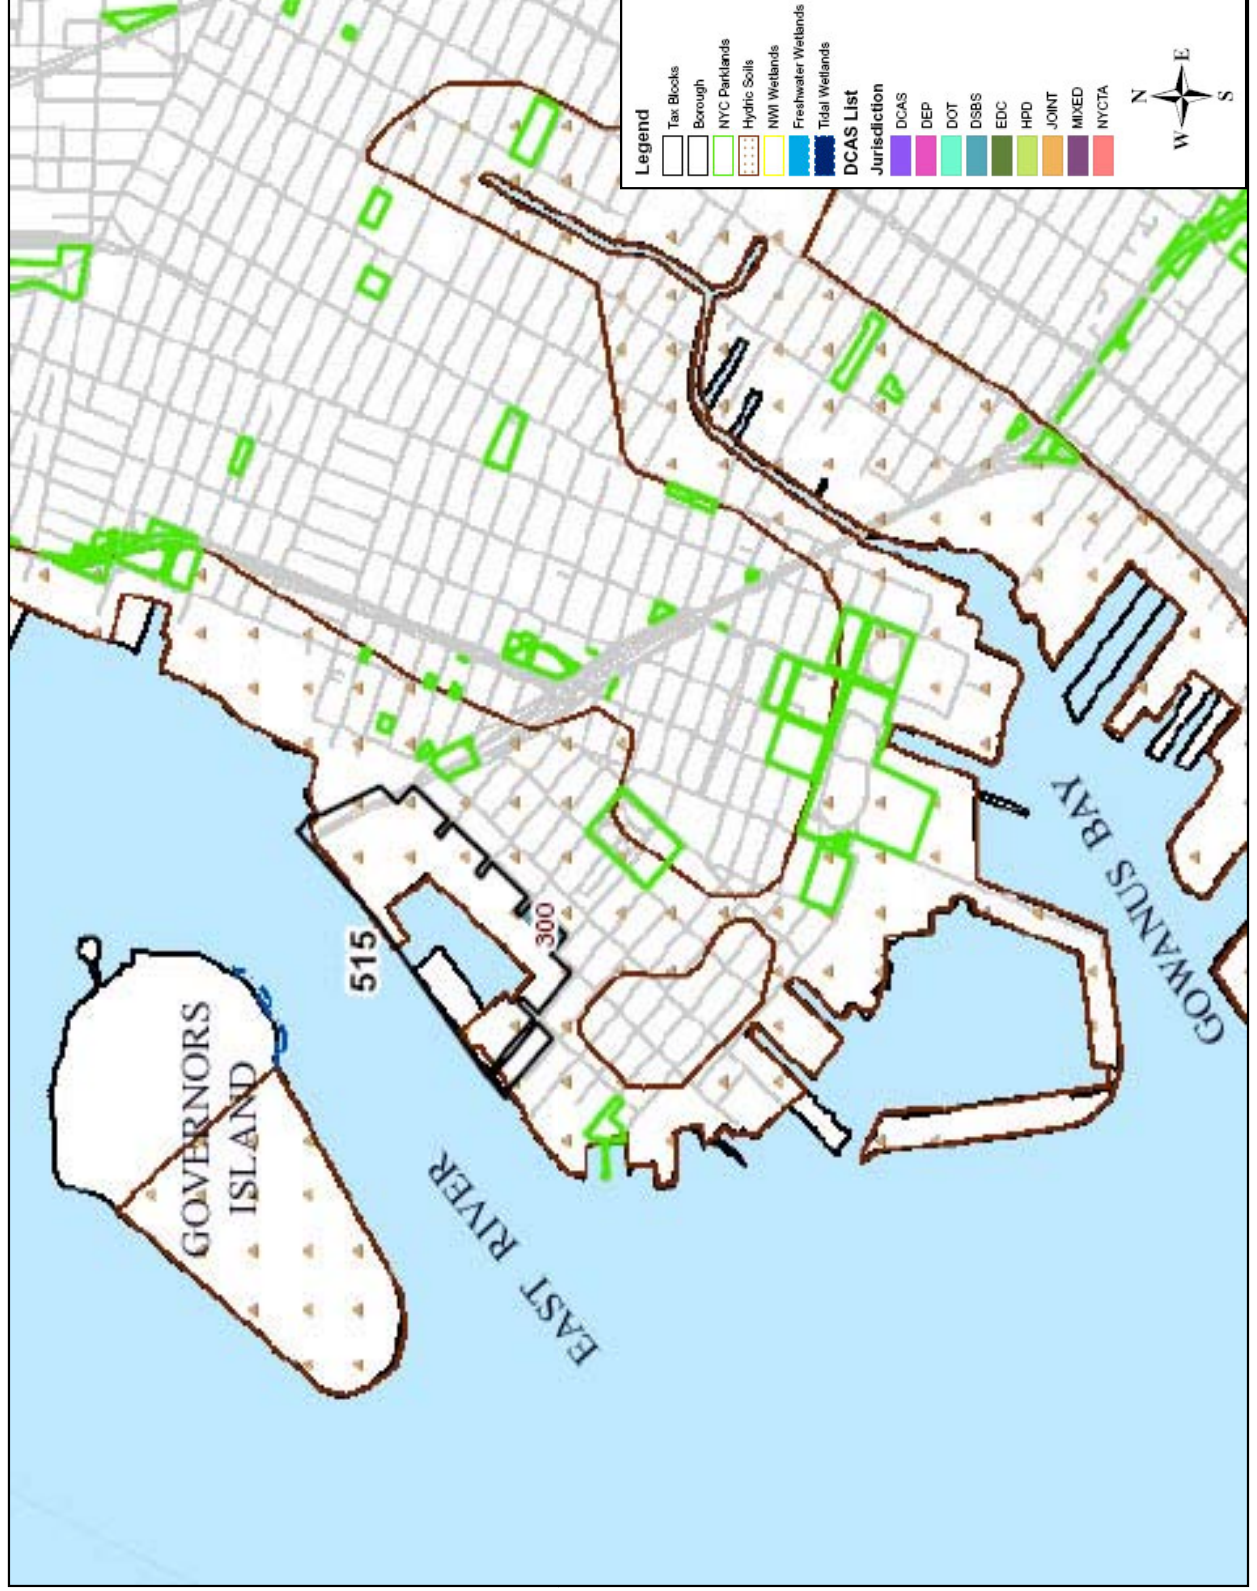 GOVERNORS
ISLAND
515
300
EAST RIVER
GOWANUS BAY
Legend
Tax Blocks
Borough
NYC Parklands
Hydric Soils
NWI Wetlands
Freshwater Wetlands
Tidal Wetlands
DCAS List
Jurisdiction
DCAS
DEP
DOT
DSBS
EDC
HPD
JOINT
MIXED
NYCTA
N
W
E
S